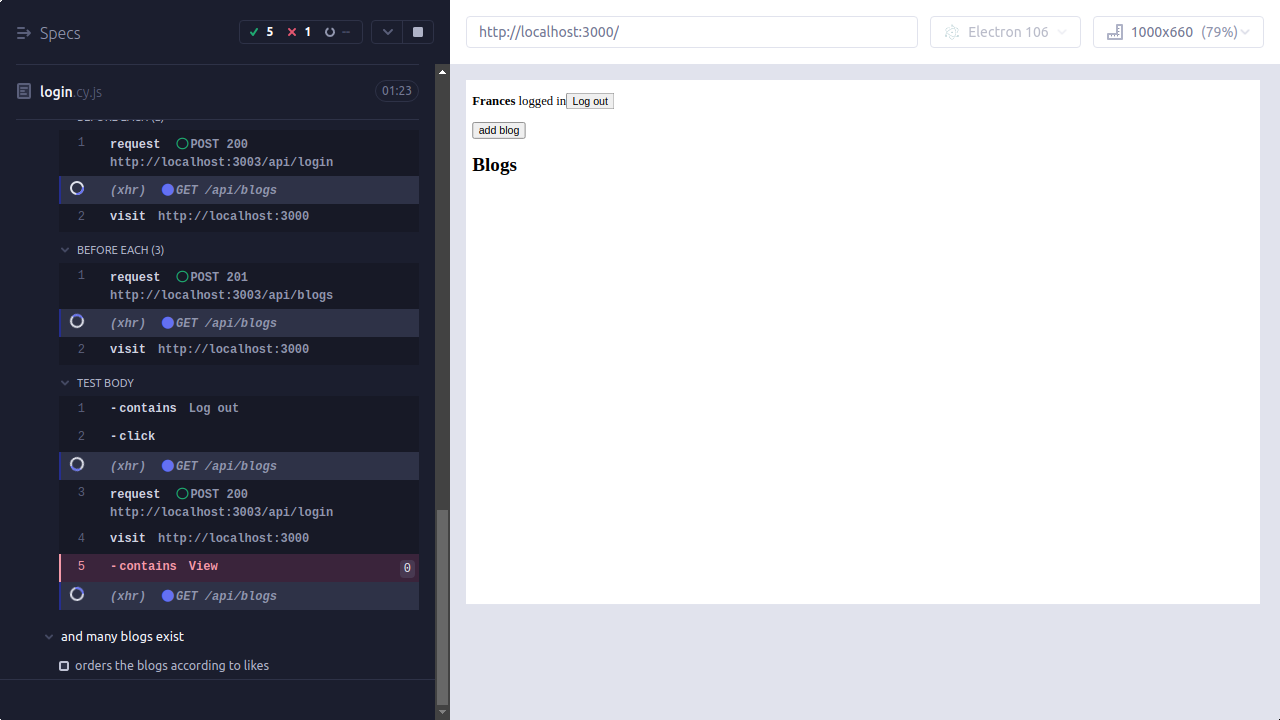 Specs
5
1
--
login.cy.js
01:23
BEFORE EACH (2)
1 request POST 200
http://localhost:3003/api/login
(xhr) GET /api/blogs
2 visit http://localhost:3000
BEFORE EACH (3)
1 request POST 201
http://localhost:3003/api/blogs
(xhr) GET /api/blogs
2 visit http://localhost:3000
TEST BODY
1 -contains Log out
2 -click
(xhr) GET /api/blogs
3 request POST 200
http://localhost:3003/api/login
4 visit http://localhost:3000
5 -contains View 0
(xhr) GET /api/blogs
and many blogs exist
orders the blogs according to likes
http://localhost:3000/
Electron 106
1000x660 (79%)
Frances logged in Log out
add blog
Blogs